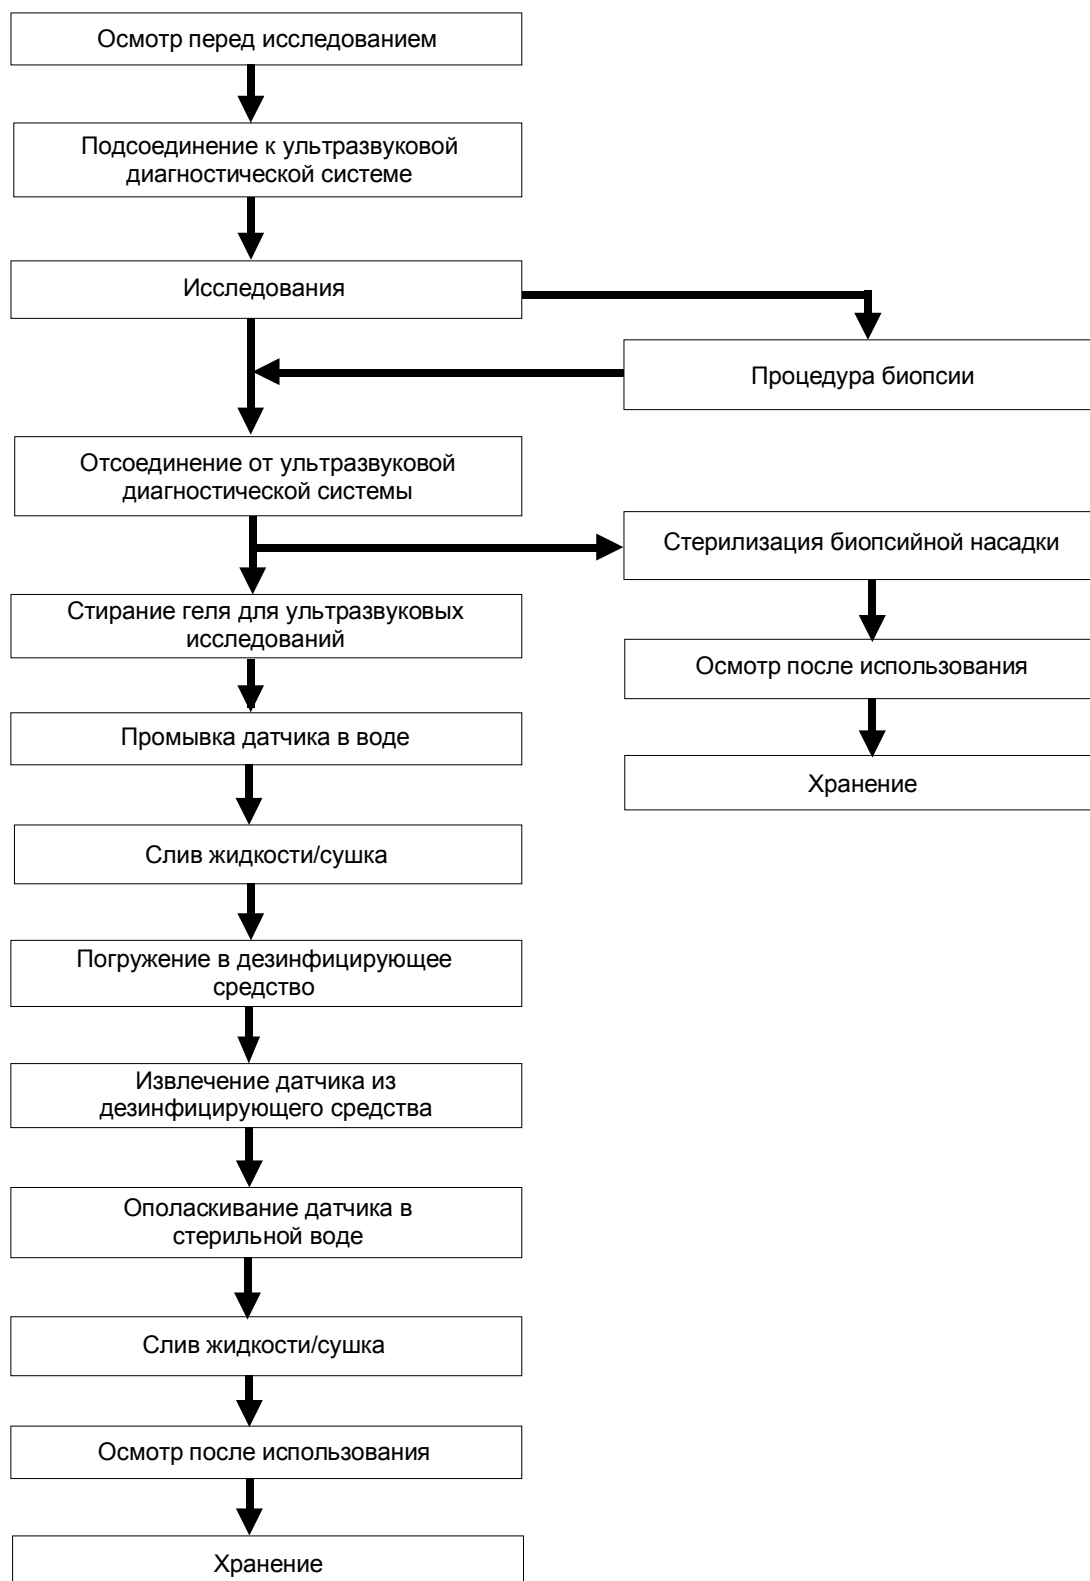 Осмотр перед исследованием
Подсоединение к ультразвуковой
диагностической системе
Исследования
Процедура биопсии
Отсоединение от ультразвуковой
диагностической системы
Стерилизация биопсийной насадки
Стирание геля для ультразвуковых
исследований
Осмотр после использования
Промывка датчика в воде
Хранение
Слив жидкости/сушка
Погружение в дезинфицирующее
средство
Извлечение датчика из
дезинфицирующего средства
Ополаскивание датчика в
стерильной воде
Слив жидкости/сушка
Осмотр после использования
Хранение